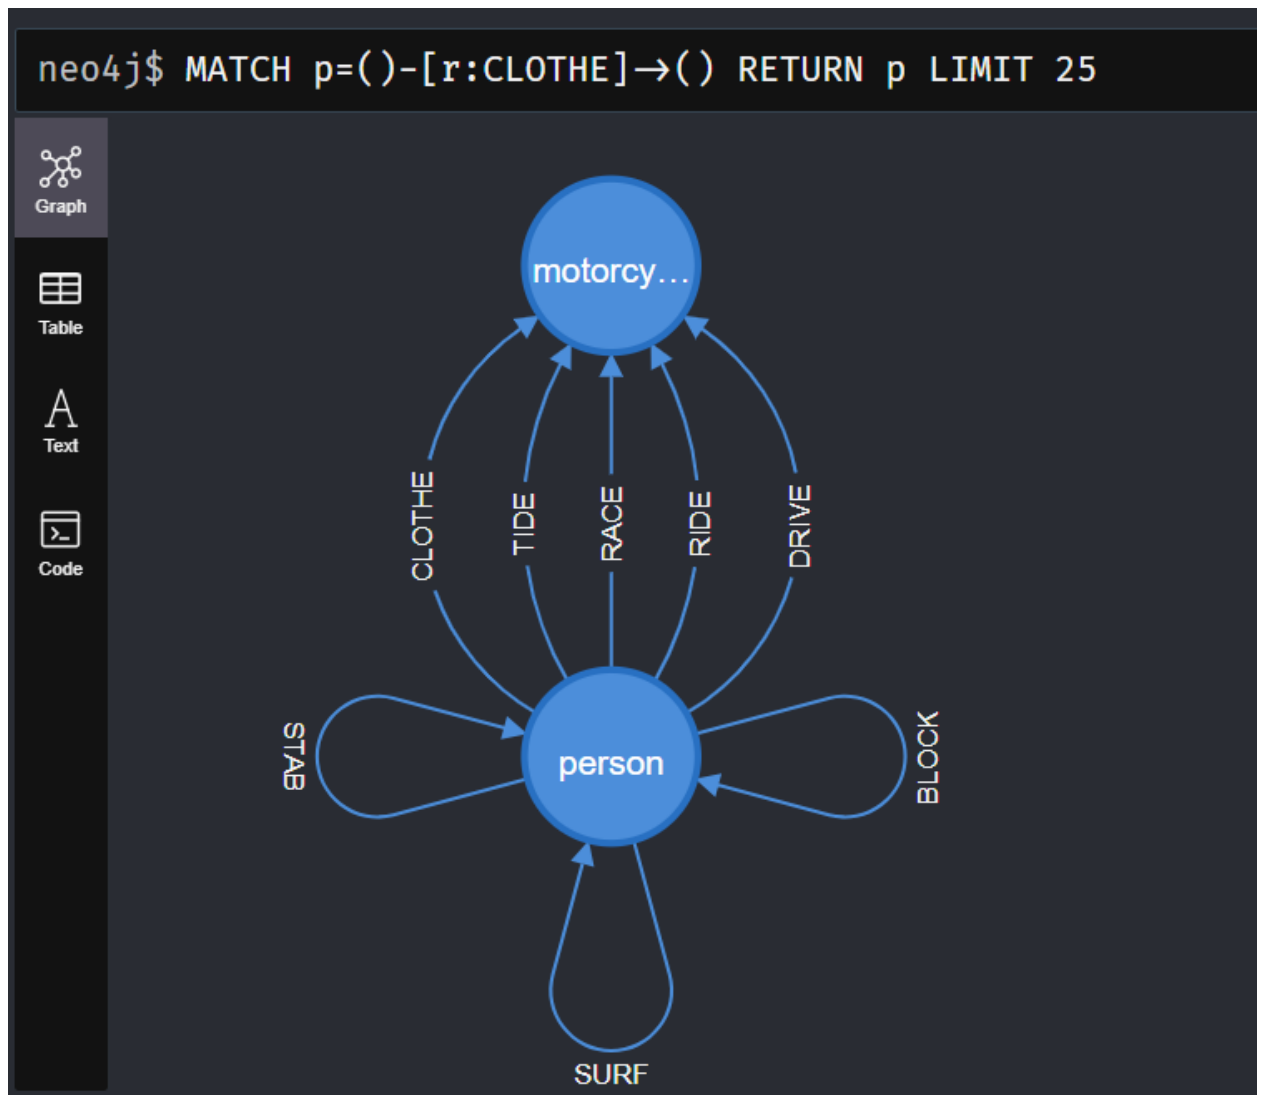 neo4j$ MATCH p=()-[r:CLOTHE]→() RETURN p LIMIT 25
Graph
Table
Text
Code
motorcy...
CLOTHE
TIDE
RACE
RIDE
DRIVE
STAB
person
BLOCK
SURF